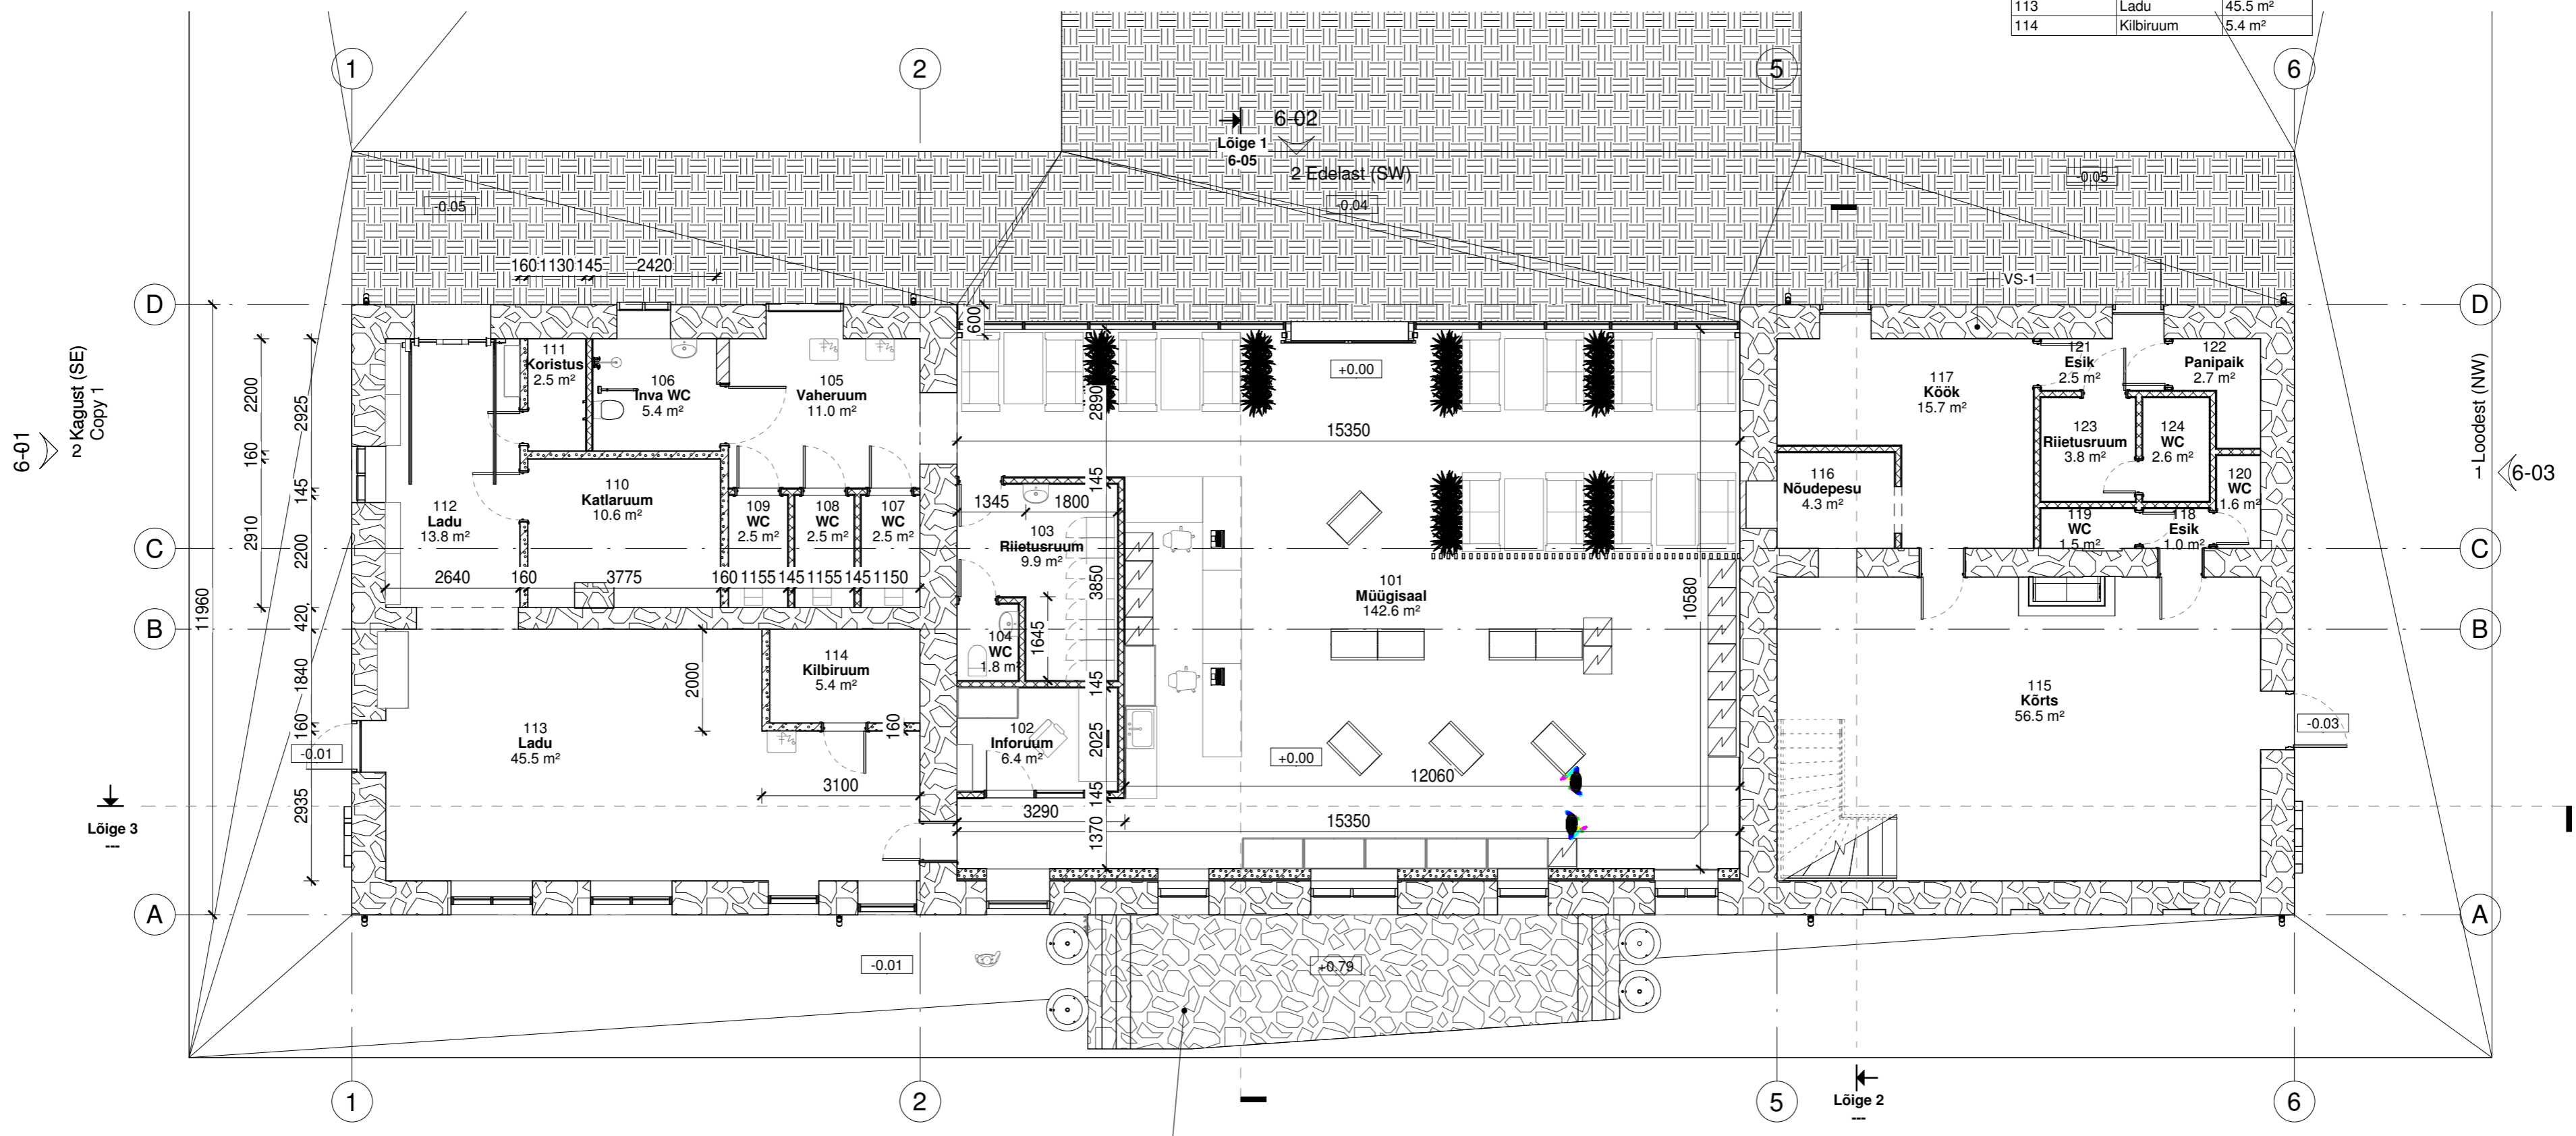 113 Ladu 45.5 m²
114 Kilbiruum 5.4 m²
1
2
5
6
6-02
Lõige 1
6-05
2 Edelast (SW)
-0.05
-0.04
-0.05
160 1130 145 2420
VS-1
D
D
600
111
Koristus
2.5 m²
106
Inva WC
5.4 m²
105
Vaheruum
11.0 m²
+0.00
121
Esik
2.5 m²
122
Panipaik
2.7 m²
117
Köök
15.7 m²
6-01
2 Kagust (SE)
Copy 1
1 Loodest (NW)
6-03
2200
2925
2890
15350
160
145
145
123
Riietusruum
3.8 m²
124
WC
2.6 m²
110
Katlaruum
10.6 m²
116
Nõudepesu
4.3 m²
120
WC
1.6 m²
112
Ladu
13.8 m²
109
WC
2.5 m²
108
WC
2.5 m²
107
WC
2.5 m²
1345 1800
103
Riietusruum
9.9 m²
119
WC
1.5 m²
118
Esik
1.0 m²
C
C
2910
2200
2640 160 3775 160 1155 145 1155 145 1150
3850
101
Müügisaal
142.6 m²
10580
11960
420
B
B
104
WC
1.8 m²
1645
114
Kilbiruum
5.4 m²
2000
1840
145
115
Kõrts
56.5 m²
160
160
113
Ladu
45.5 m²
102
Inforuum
6.4 m²
2025
-0.01
-0.03
+0.00
12060
3100
2935
145
3290
15350
1370
Lõige 3
---
A
A
-0.01
+0.79
1
2
5
6
Lõige 2
---